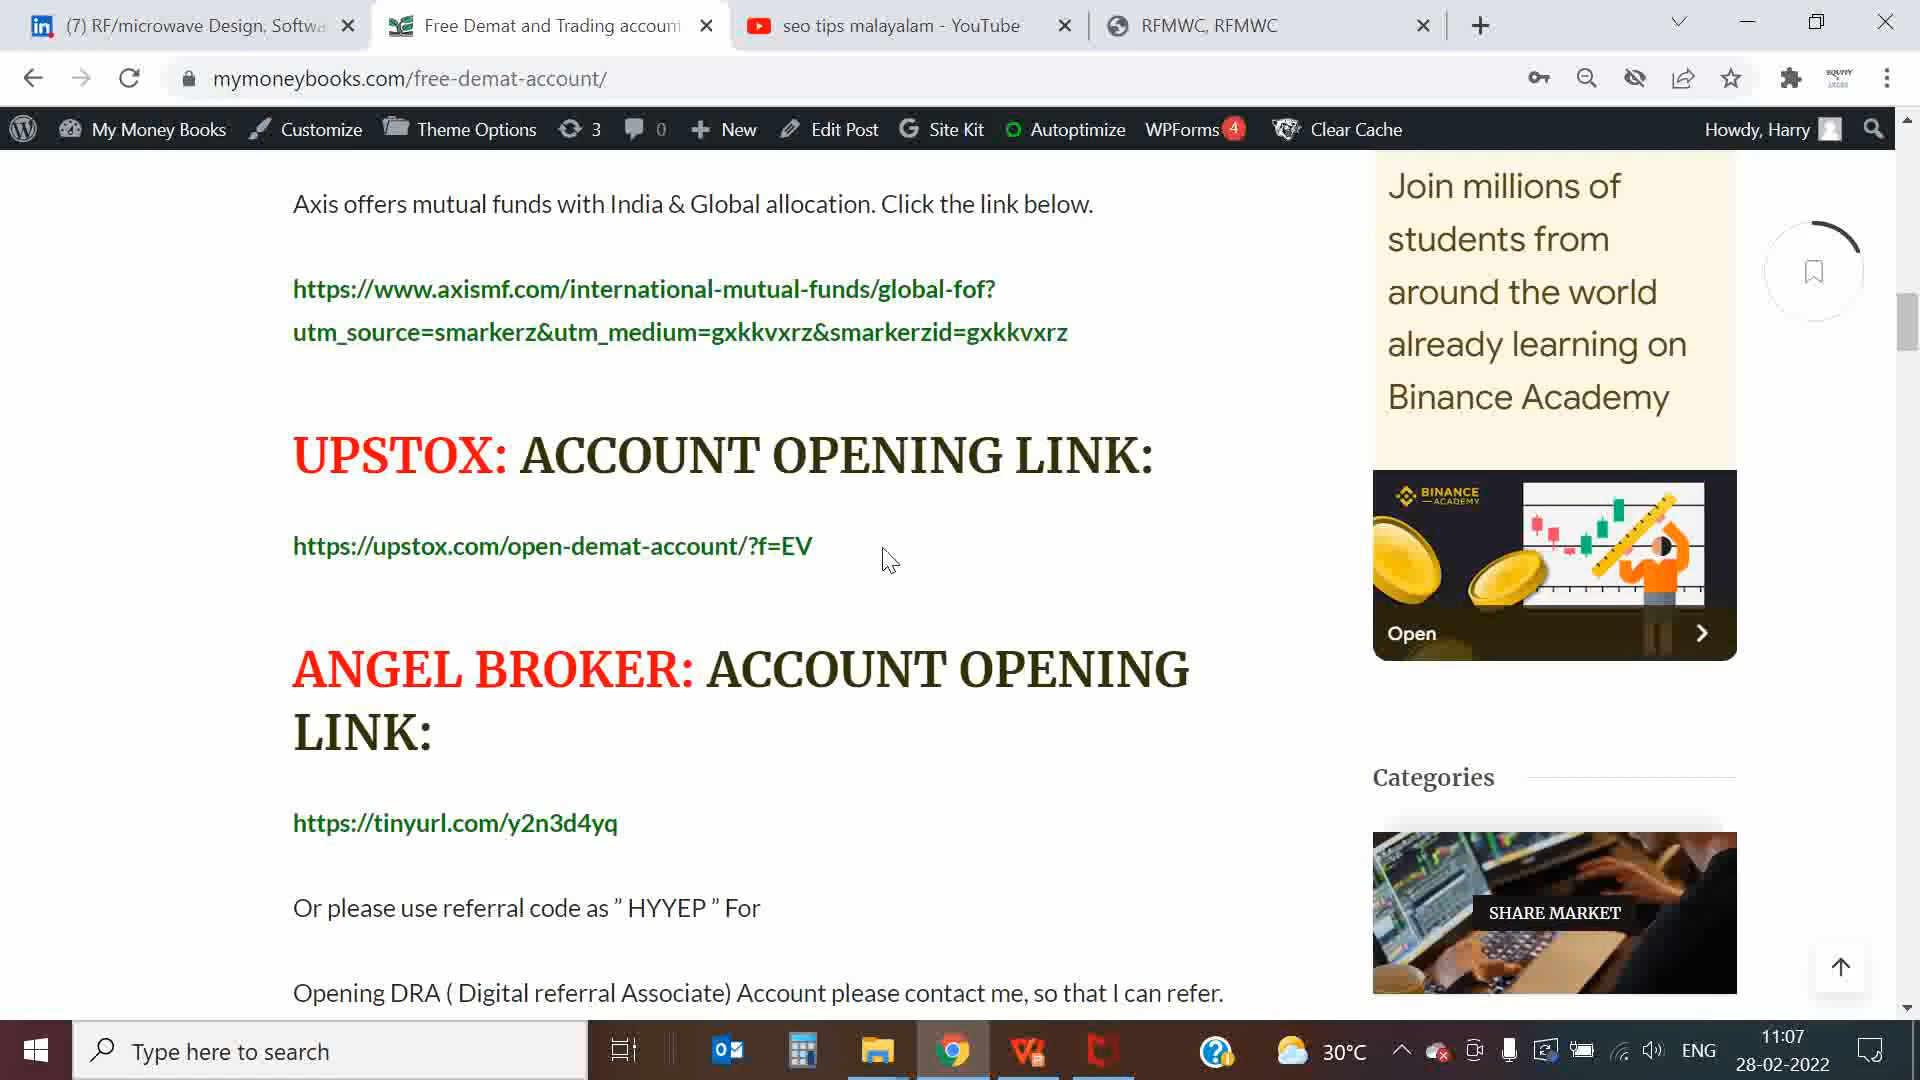 (7) RF/microwave Design, Softwa
Free Demat and Trading account
seo tips malayalam - YouTube
RFMWC, RFMWC
mymoneybooks.com/free-demat-account/
My Money Books
Customize
Theme Options
3
0
New
Edit Post
Site Kit
Autoptimize
WPForms 4
Clear Cache
Howdy, Harry
Axis offers mutual funds with India & Global allocation. Click the link below.
https://www.axismf.com/international-mutual-funds/global-fof?
utm_source=smarkerz&utm_medium=gxkkvxrz&smarkerzid=gxkkvxrz
UPSTOX: ACCOUNT OPENING LINK:
https://upstox.com/open-demat-account/?f=EV
ANGEL BROKER: ACCOUNT OPENING
LINK:
https://tinyurl.com/y2n3d4yq
Or please use referral code as ” HYYEP ” For
Opening DRA ( Digital referral Associate) Account please contact me, so that I can refer.
Join millions of
students from
around the world
already learning on
Binance Academy
BINANCE
ACADEMY
Open
Categories
SHARE MARKET
Type here to search
30°C
ENG
11:07
28-02-2022